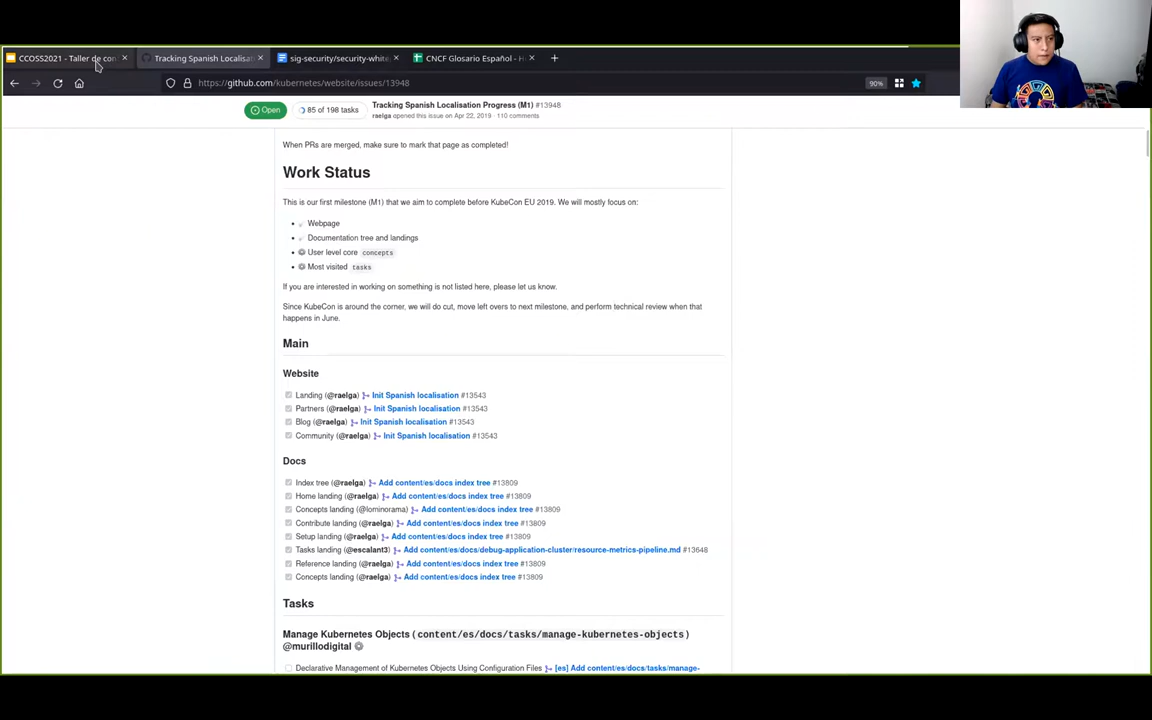 CCOSS2021 - Taller de con
Tracking Spanish Localisat
sig-security/security-white
CNCF Glosario Español - H
https://github.com/kubernetes/website/issues/13948
90%
Open
85 of 198 tasks
Tracking Spanish Localisation Progress (M1) #13948
raelga opened this issue on Apr 22, 2019 · 110 comments
When PRs are merged, make sure to mark that page as completed!
Work Status
This is our first milestone (M1) that we aim to complete before KubeCon EU 2019. We will mostly focus on:
Webpage
Documentation tree and landings
User level core concepts
Most visited tasks
If you are interested in working on something is not listed here, please let us know.
Since KubeCon is around the corner, we will do cut, move left overs to next milestone, and perform technical review when that
happens in June.
Main
Website
Landing (@raelga) Init Spanish localisation #13543
Partners (@raelga) Init Spanish localisation #13543
Blog (@raelga) Init Spanish localisation #13543
Community (@raelga) Init Spanish localisation #13543
Docs
Index tree (@raelga) Add content/es/docs index tree #13809
Home landing (@raelga) Add content/es/docs index tree #13809
Concepts landing (@lominorama) Add content/es/docs index tree #13809
Contribute landing (@raelga) Add content/es/docs index tree #13809
Setup landing (@raelga) Add content/es/docs index tree #13809
Tasks landing (@escalant3) Add content/es/docs/debug-application-cluster/resource-metrics-pipeline.md #13648
Reference landing (@raelga) Add content/es/docs index tree #13809
Concepts landing (@raelga) Add content/es/docs index tree #13809
Tasks
Manage Kubernetes Objects (content/es/docs/tasks/manage-kubernetes-objects)
@murillodigital
Declarative Management of Kubernetes Objects Using Configuration Files [es] Add content/es/docs/tasks/manage-